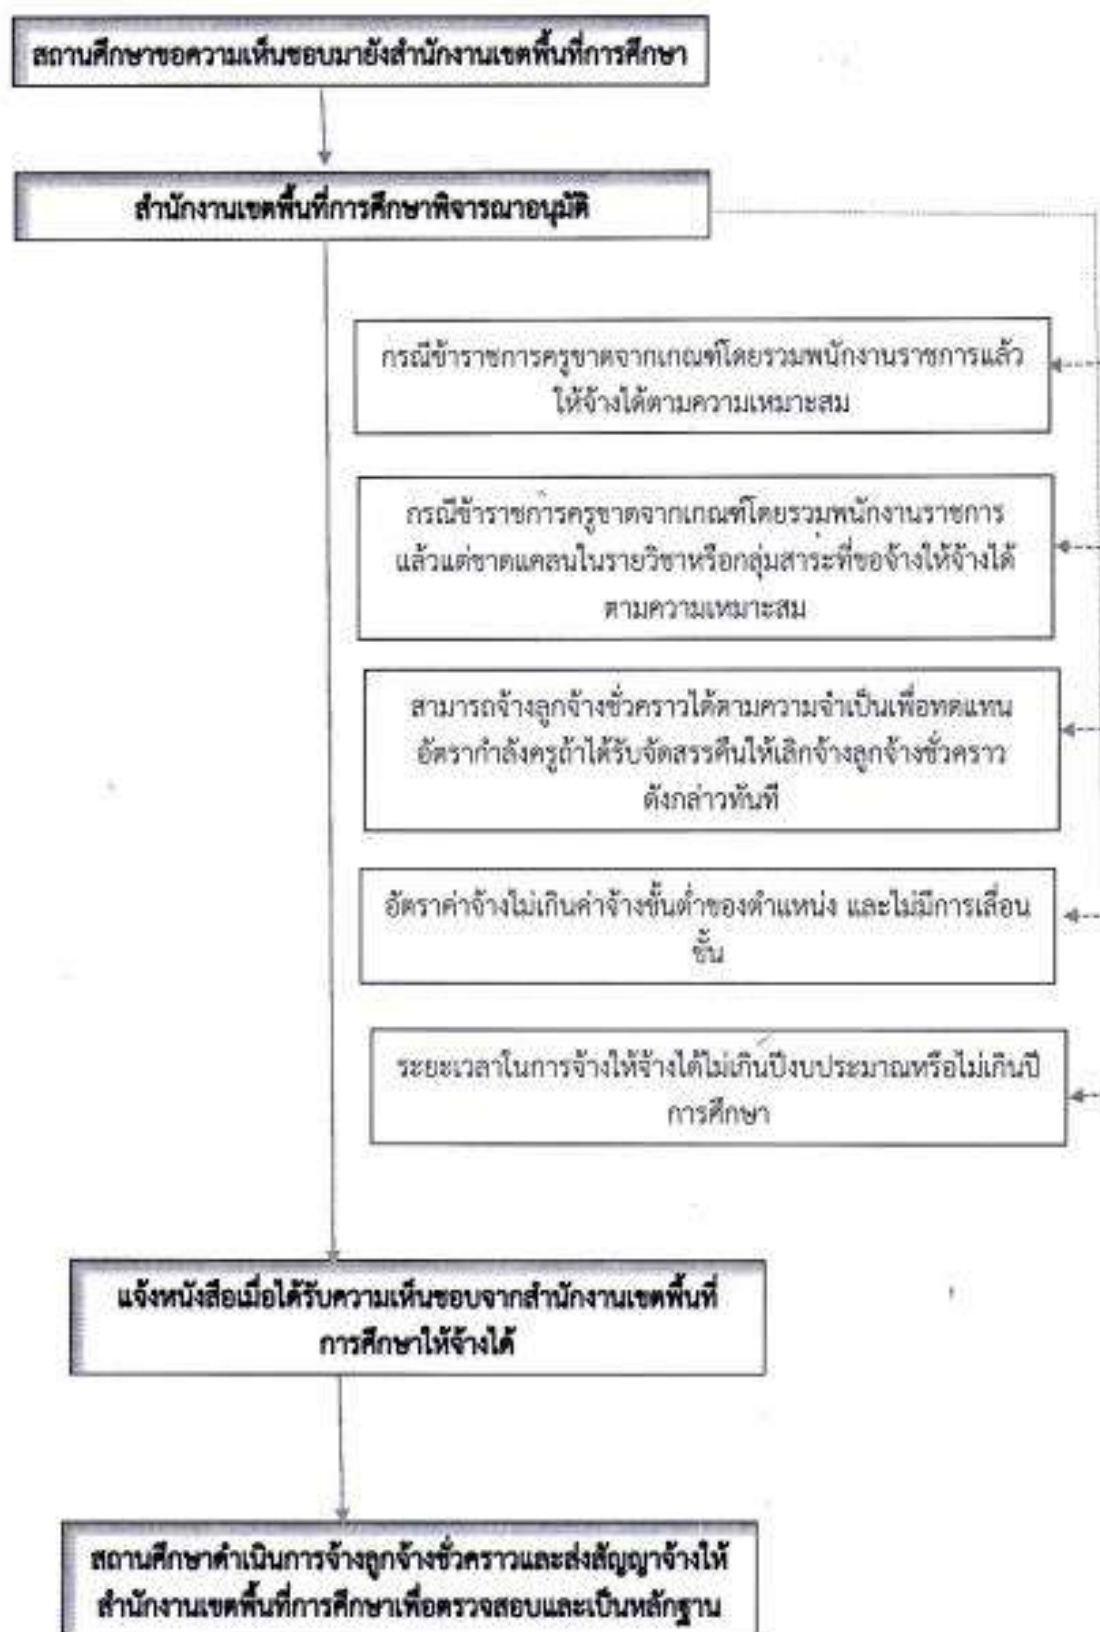 สถานศึกษาขอความเห็นชอบมายังสำนักงานเขตพื้นที่การศึกษา
สำนักงานเขตพื้นที่การศึกษาพิจารณาอนุมัติ
กรณีข้าราชการครูขาดจากเกณฑ์โดยรวมพนักงานราชการแล้ว
ให้จ้างได้ตามความเหมาะสม
กรณีข้าราชการครูขาดจากเกณฑ์โดยรวมพนักงานราชการ
แล้วแต่ขาดแคลนในรายวิชาหรือกลุ่มสาระที่ขอจ้างให้จ้างได้
ตามความเหมาะสม
สามารถจ้างลูกจ้างชั่วคราวได้ตามความจำเป็นเพื่อทดแทน
อัตรากำลังครูถ้าได้รับจัดสรรคืนให้เลิกจ้างลูกจ้างชั่วคราว
ดังกล่าวทันที
อัตราค่าจ้างไม่เกินค่าจ้างขั้นต่ำของตำแหน่ง และไม่มีการเลื่อน
ขั้น
ระยะเวลาในการจ้างให้จ้างได้ไม่เกินปีงบประมาณหรือไม่เกินปี
การศึกษา
แจ้งหนังสือเมื่อได้รับความเห็นชอบจากสำนักงานเขตพื้นที่
การศึกษาให้จ้างได้
สถานศึกษาดำเนินการจ้างลูกจ้างชั่วคราวและส่งสัญญาจ้างให้
สำนักงานเขตพื้นที่การศึกษาเพื่อตรวจสอบและเป็นหลักฐาน